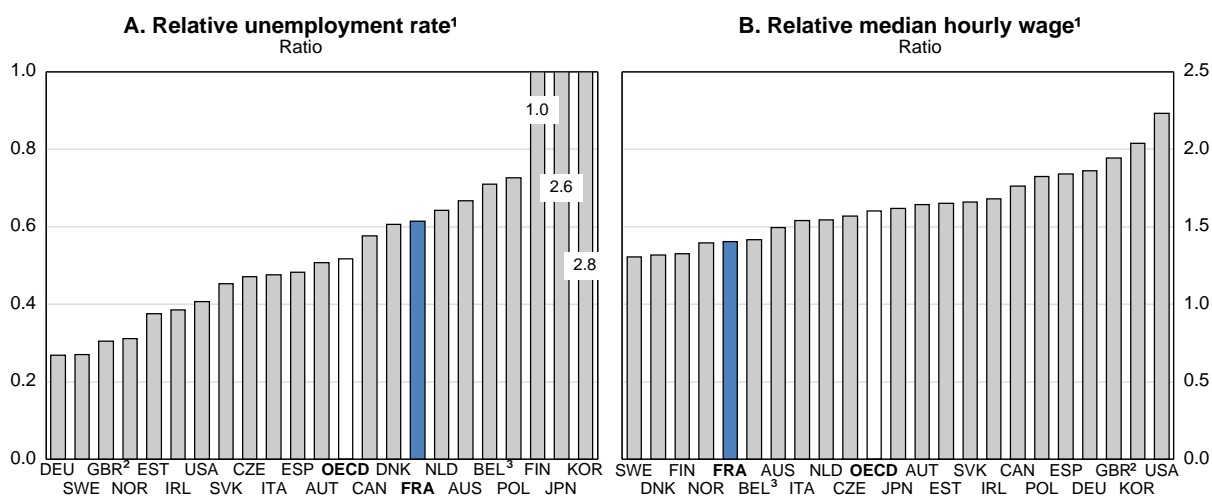 A. Relative unemployment rate¹
Ratio
1.0
0.8
0.6
0.4
0.2
0.0
1.0
2.6
2.8
DEU GBR² EST USA CZE ESP OECD DNK NLD BEL³ FIN KOR
SWE NOR IRL SVK ITA AUT CAN FRA AUS POL JPN
B. Relative median hourly wage¹
Ratio
2.5
2.0
1.5
1.0
0.5
0.0
SWE FIN FRA AUS NLD OECD AUT SVK CAN ESP GBR² USA
DNK NOR BEL³ ITA CZE JPN EST IRL POL DEU KOR